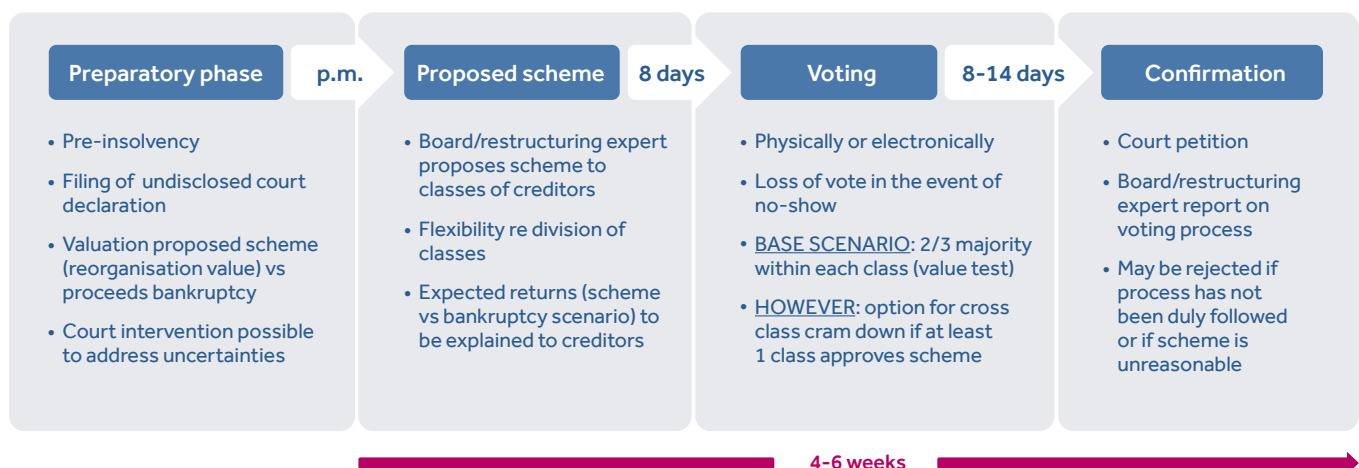 Preparatory phase
p.m.
Proposed scheme
8 days
Voting
8-14 days
Confirmation
• Pre-insolvency
• Filing of undisclosed court
declaration
• Valuation proposed scheme
(reorganisation value) vs
proceeds bankruptcy
• Court intervention possible
to address uncertainties
• Board/restructuring expert
proposes scheme to
classes of creditors
• Flexibility re division of
classes
• Expected returns (scheme
vs bankruptcy scenario) to
be explained to creditors
• Physically or electronically
• Loss of vote in the event of
no-show
• BASE SCENARIO: 2/3 majority
within each class (value test)
• HOWEVER: option for cross
class cram down if at least
1 class approves scheme
• Court petition
• Board/restructuring
expert report on
voting process
• May be rejected if
process has not
been duly followed
or if scheme is
unreasonable
4-6 weeks